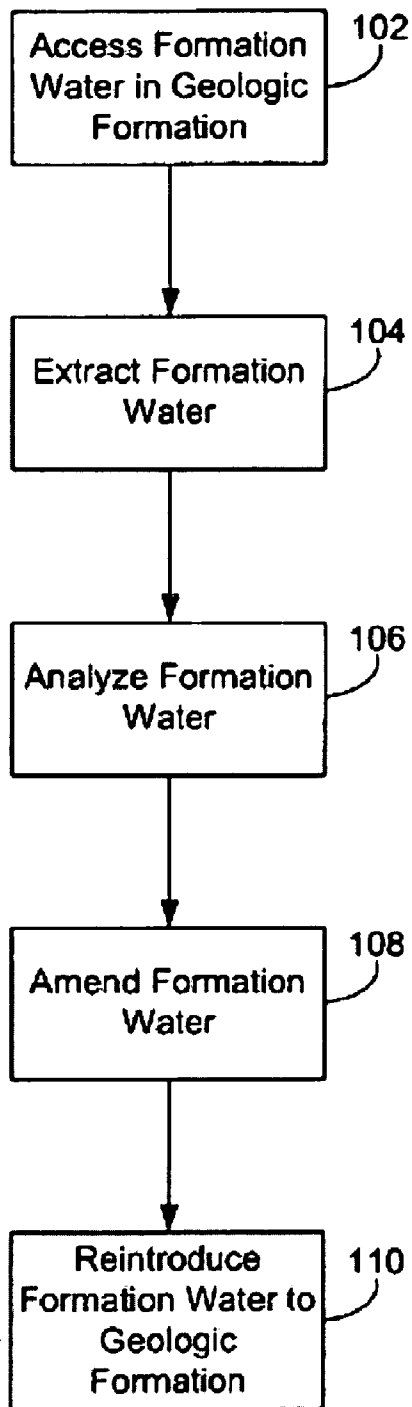 Access Formation
Water in Geologic
Formation
102
Extract Formation
Water
104
Analyze Formation
Water
106
Amend Formation
Water
108
Reintroduce
Formation Water to
Geologic
Formation
110